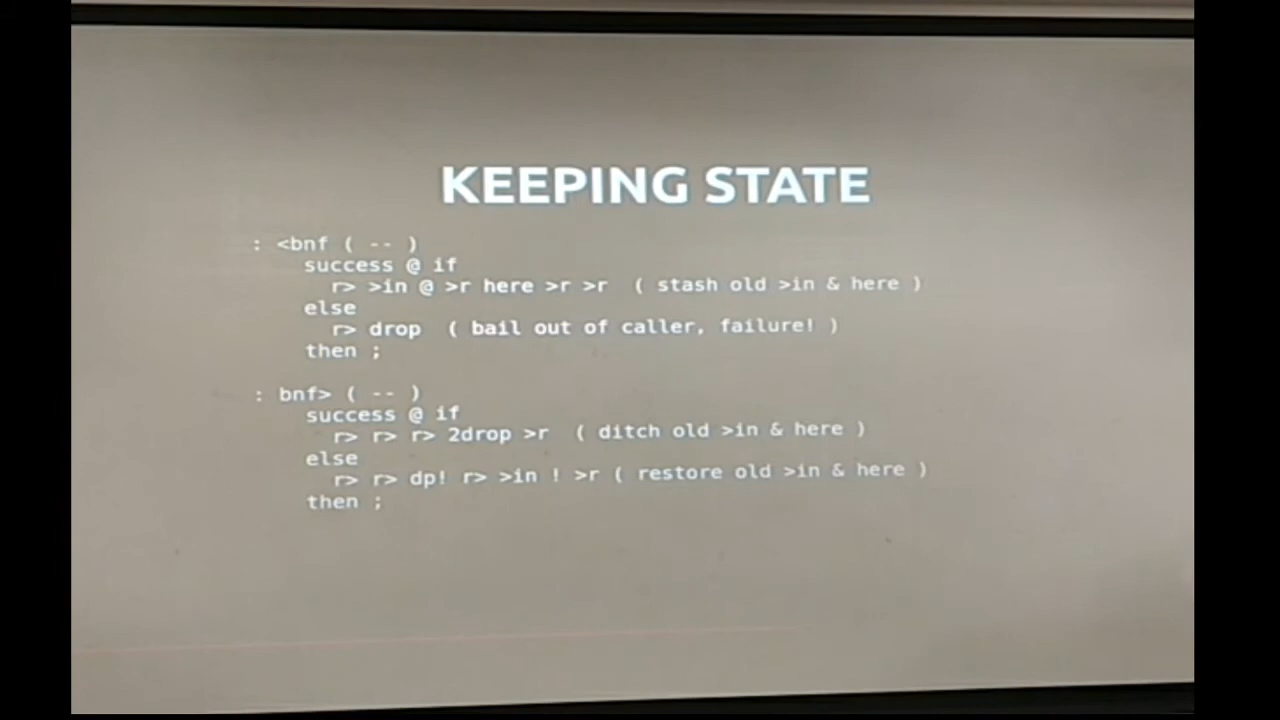 KEEPING STATE
: <bnf ( -- )
success @ if
r> >in @ >r here >r >r ( stash old >in & here )
else
r> drop ( bail out of caller, failure! )
then ;
: bnf> ( -- )
success @ if
r> r> r> 2drop >r ( ditch old >in & here )
else
r> r> dp! r> >in ! >r ( restore old >in & here )
then ;